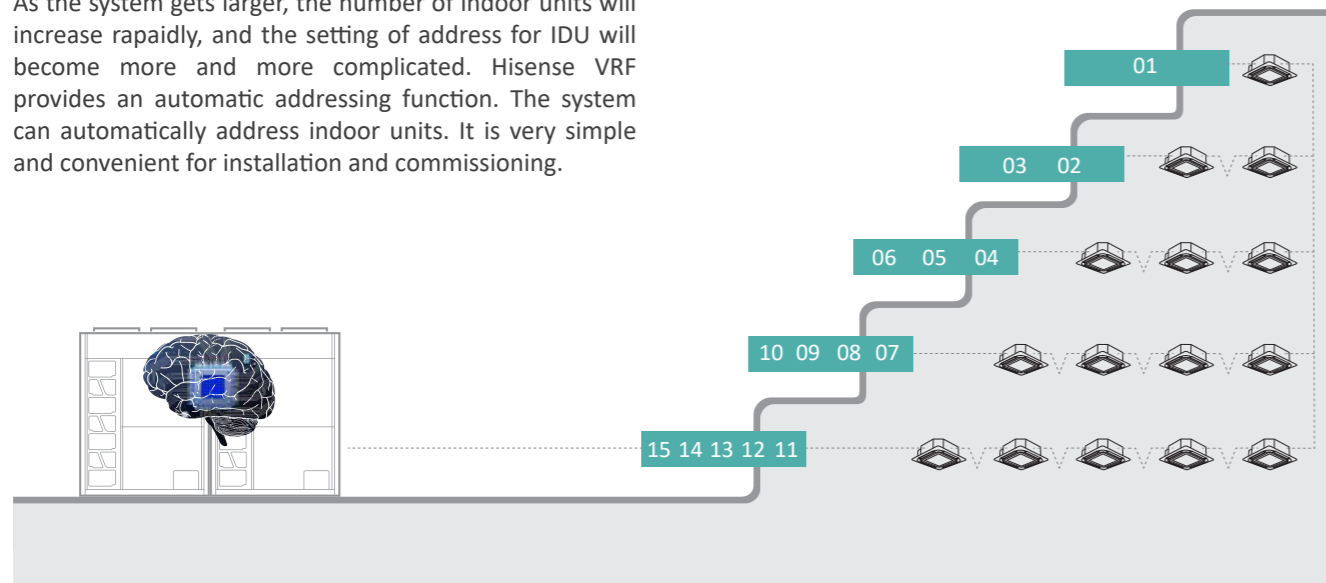 As the system gets larger, the number of indoor units will
increase rapaidly, and the setting of address for IDU will
become more and more complicated. Hisense VRF
provides an automatic addressing function. The system
can automatically address indoor units. It is very simple
and convenient for installation and commissioning.
01
03 02
06 05 04
10 09 08 07
15 14 13 12 11